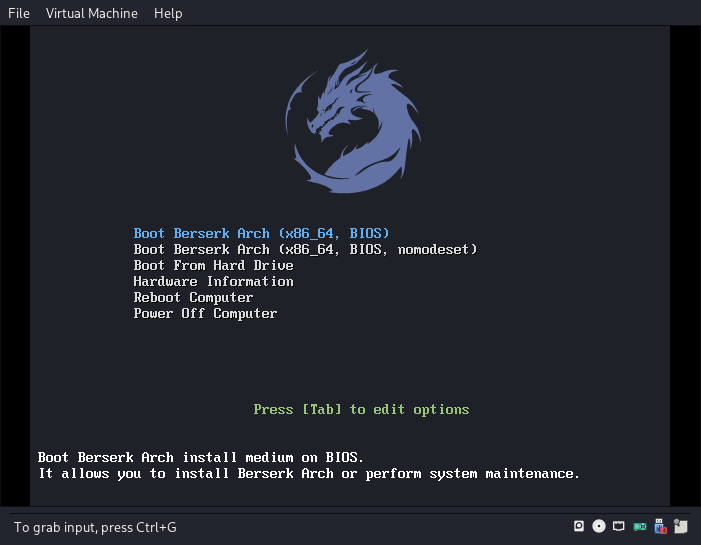 File Virtual Machine Help
Boot Berserk Arch (x86_64, BIOS)
Boot Berserk Arch (x86_64, BIOS, nomodeset)
Boot From Hard Drive
Hardware Information
Reboot Computer
Power Off Computer
Press [Tab] to edit options
Boot Berserk Arch install medium on BIOS.
It allows you to install Berserk Arch or perform system maintenance.
To grab input, press Ctrl+G